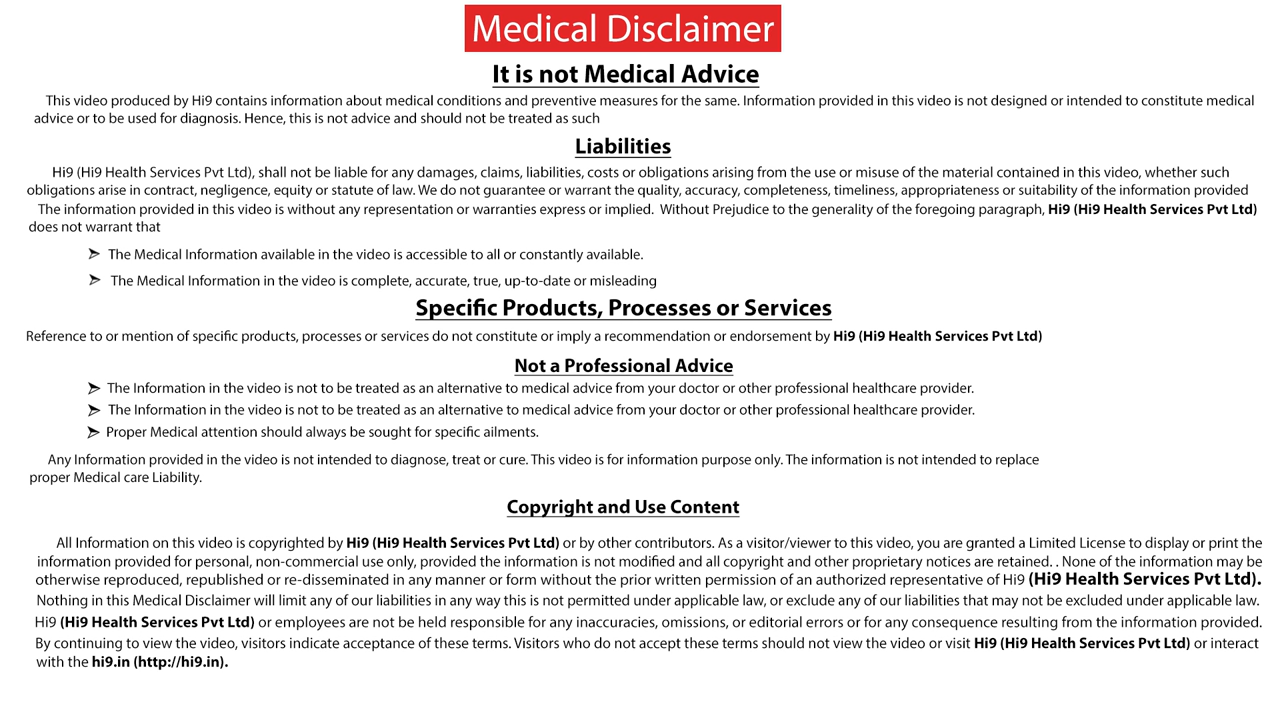 Medical Disclaimer
It is not Medical Advice
This video produced by Hi9 contains information about medical conditions and preventive measures for the same. Information provided in this video is not designed or intended to constitute medical
advice or to be used for diagnosis. Hence, this is not advice and should not be treated as such
Liabilities
Hi9 (Hi9 Health Services Pvt Ltd), shall not be liable for any damages, claims, liabilities, costs or obligations arising from the use or misuse of the material contained in this video, whether such
obligations arise in contract, negligence, equity or statute of law. We do not guarantee or warrant the quality, accuracy, completeness, timeliness, appropriateness or suitability of the information provided
The information provided in this video is without any representation or warranties express or implied. Without Prejudice to the generality of the foregoing paragraph, Hi9 (Hi9 Health Services Pvt Ltd)
does not warrant that
➢ The Medical Information available in the video is accessible to all or constantly available.
➢ The Medical Information in the video is complete, accurate, true, up-to-date or misleading
Specific Products, Processes or Services
Reference to or mention of specific products, processes or services do not constitute or imply a recommendation or endorsement by Hi9 (Hi9 Health Services Pvt Ltd)
Not a Professional Advice
➢ The Information in the video is not to be treated as an alternative to medical advice from your doctor or other professional healthcare provider.
➢ The Information in the video is not to be treated as an alternative to medical advice from your doctor or other professional healthcare provider.
➢ Proper Medical attention should always be sought for specific ailments.
Any Information provided in the video is not intended to diagnose, treat or cure. This video is for information purpose only. The information is not intended to replace
proper Medical care Liability.
Copyright and Use Content
All Information on this video is copyrighted by Hi9 (Hi9 Health Services Pvt Ltd) or by other contributors. As a visitor/viewer to this video, you are granted a Limited License to display or print the
information provided for personal, non-commercial use only, provided the information is not modified and all copyright and other proprietary notices are retained. . None of the information may be
otherwise reproduced, republished or re-disseminated in any manner or form without the prior written permission of an authorized representative of Hi9 (Hi9 Health Services Pvt Ltd).
Nothing in this Medical Disclaimer will limit any of our liabilities in any way this is not permitted under applicable law, or exclude any of our liabilities that may not be excluded under applicable law.
Hi9 (Hi9 Health Services Pvt Ltd) or employees are not be held responsible for any inaccuracies, omissions, or editorial errors or for any consequence resulting from the information provided.
By continuing to view the video, visitors indicate acceptance of these terms. Visitors who do not accept these terms should not view the video or visit Hi9 (Hi9 Health Services Pvt Ltd) or interact
with the hi9.in (http://hi9.in).